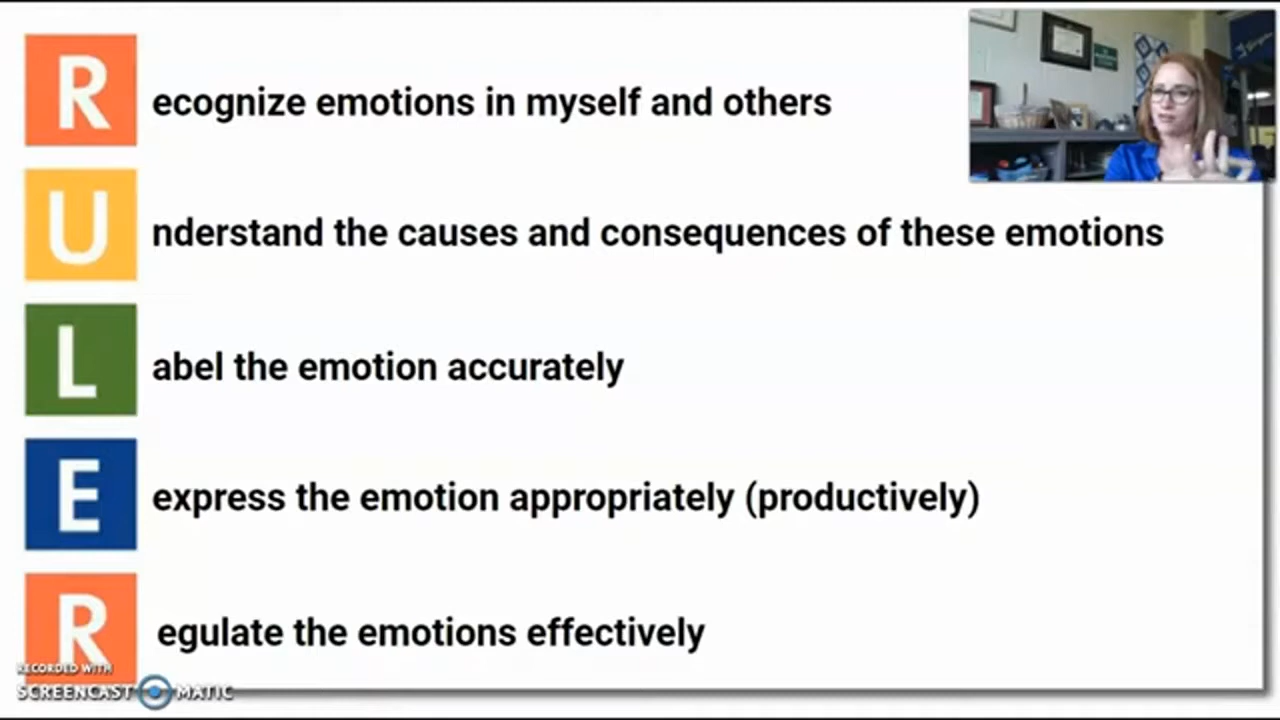 R ecognize emotions in myself and others
U nderstand the causes and consequences of these emotions
L abel the emotion accurately
E express the emotion appropriately (productively)
R egulate the emotions effectively
RECORDED WITH
SCREENCAST MATIC